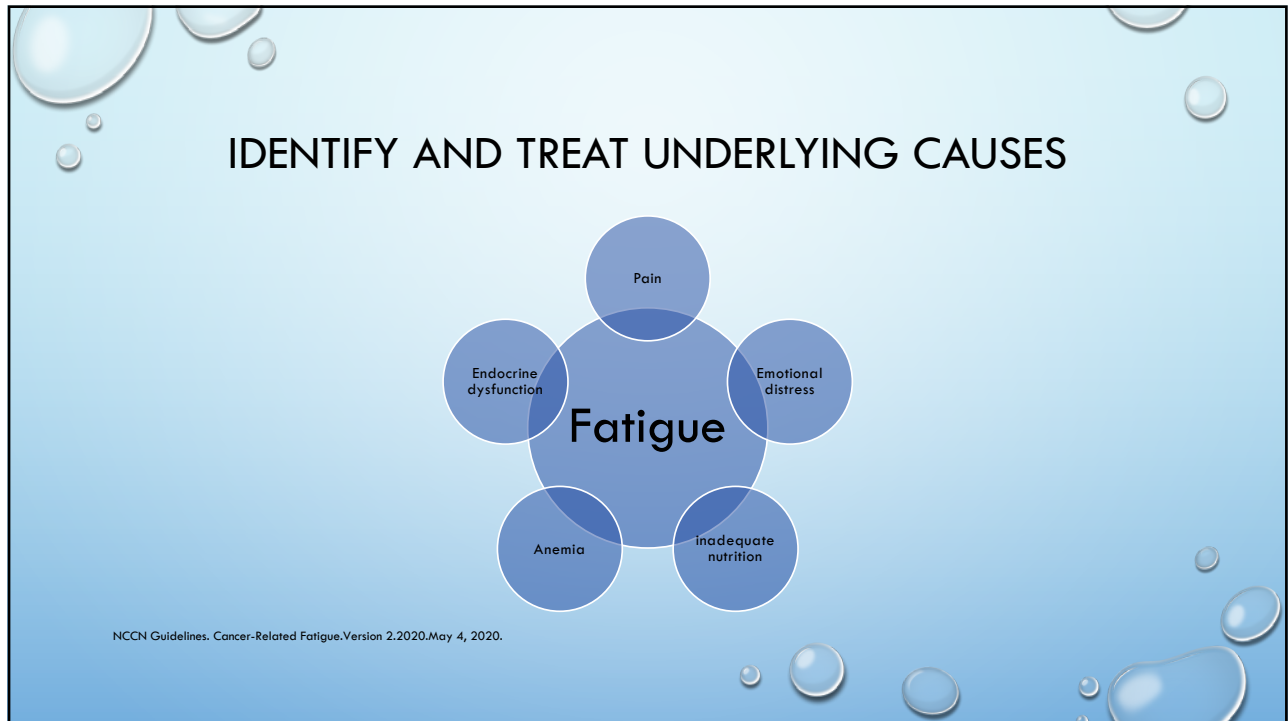 IDENTIFY AND TREAT UNDERLYING CAUSES
Pain
Emotional
distress
inadequate
nutrition
Anemia
Endocrine
dysfunction
Fatigue
NCCN Guidelines. Cancer-Related Fatigue.Version 2.2020.May 4, 2020.